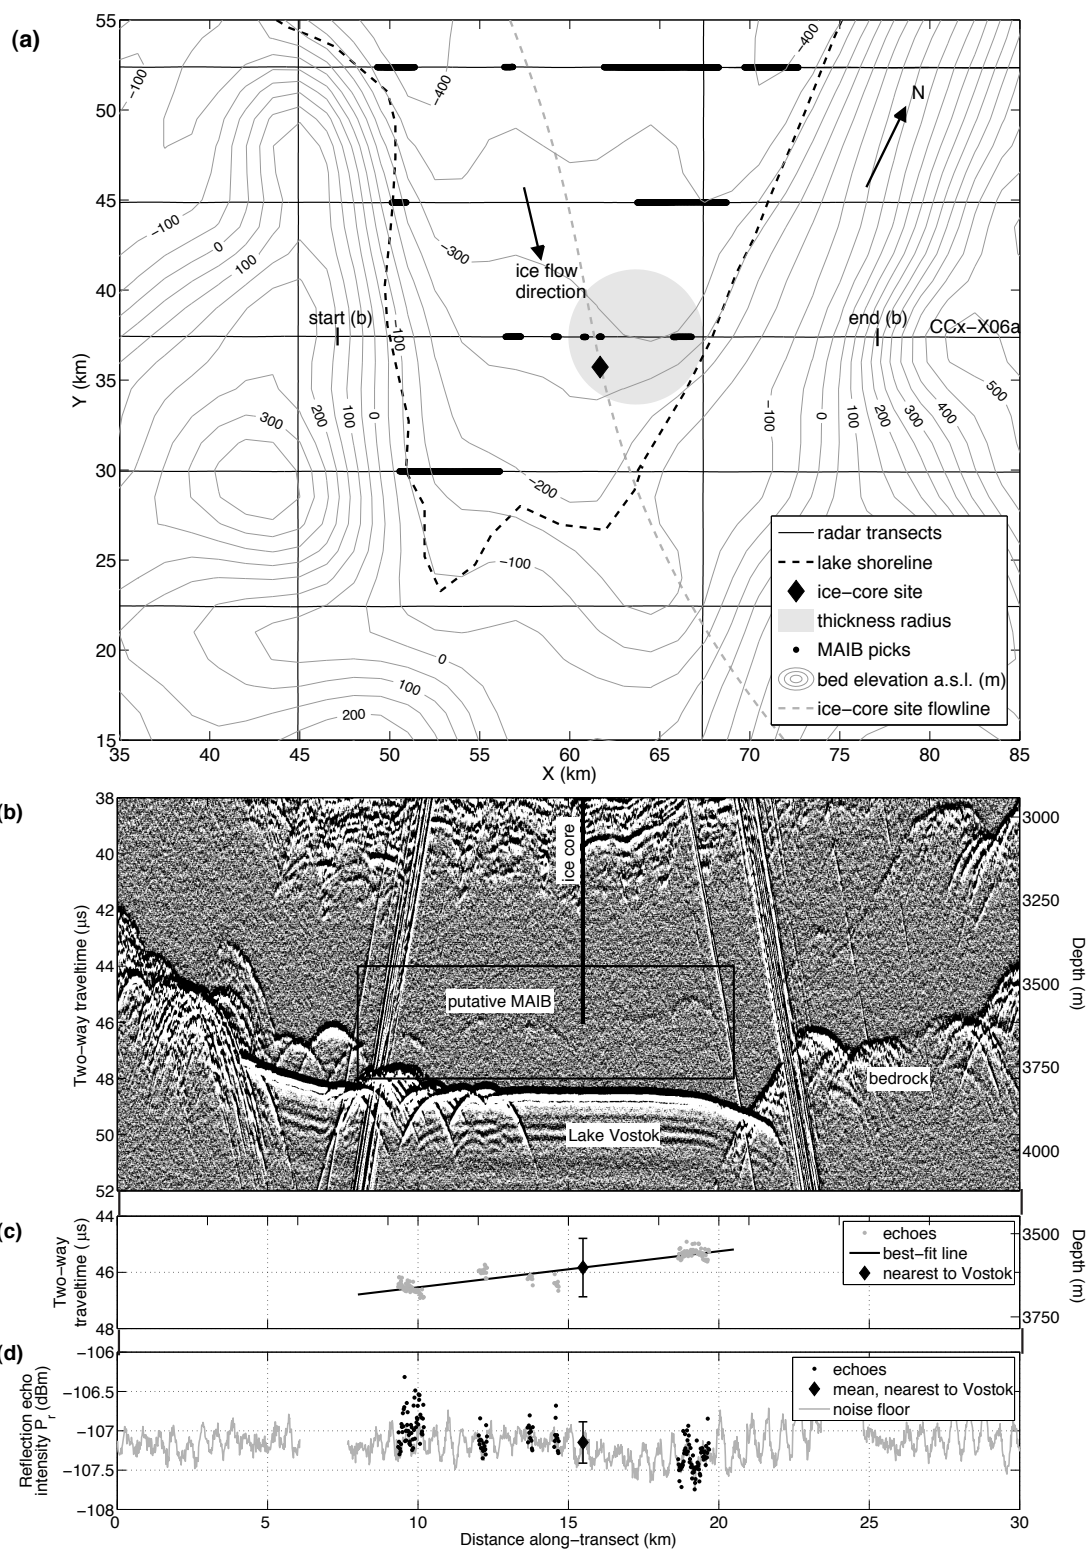 (a)
55
50
45
40
35
30
25
20
15
Y (km)
35 40 45 50 55 60 65 70 75 80 85
X (km)
−100
−400
−400
N
−100
0
100
−300
ice flow
direction
start (b)
end (b)
CCx−X06a
−100
500
300
200
100
0
−100
0
100
200
300
400
−200
−100
0
100
200
radar transects
lake shoreline
ice−core site
thickness radius
MAIB picks
bed elevation a.s.l. (m)
ice−core site flowline
(b)
38
40
42
44
46
48
50
52
Two−way traveltime (μs)
3000
3250
3500
3750
4000
Depth (m)
ice core
putative MAIB
bedrock
Lake Vostok
(c)
44
46
48
Two−way
traveltime (μs)
3500
3750
Depth (m)
echoes
best−fit line
nearest to Vostok
(d)
−106
−106.5
−107
−107.5
−108
Reflection echo
intensity Pr (dBm)
echoes
mean, nearest to Vostok
noise floor
0 5 10 15 20 25 30
Distance along−transect (km)